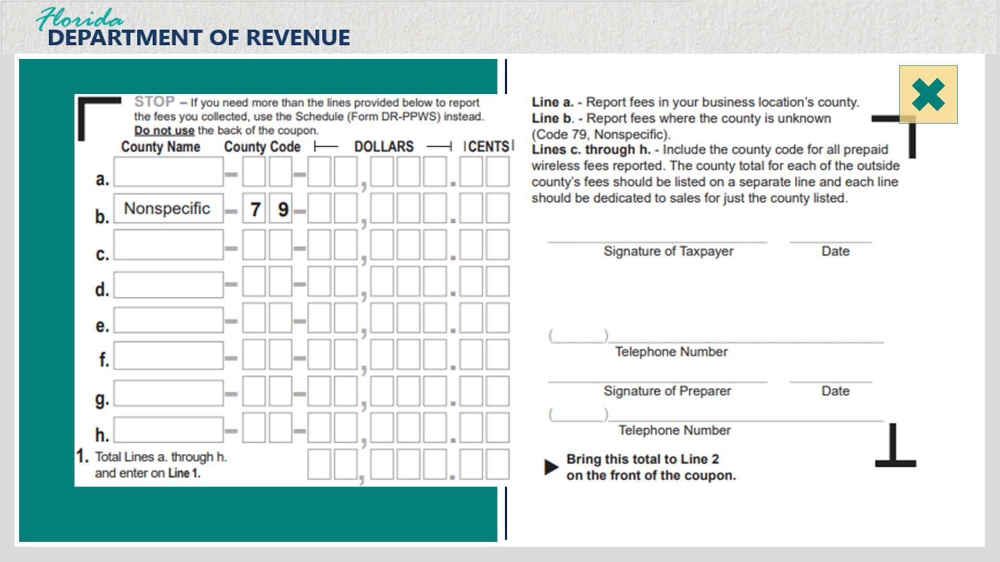 Florida
DEPARTMENT OF REVENUE
STOP – If you need more than the lines provided below to report
the fees you collected, use the Schedule (Form DR-PPWS) instead.
Do not use the back of the coupon.
County Name County Code DOLLARS CENTS
a.
b. Nonspecific – 7 9 – , .
c.
d.
e.
f.
g.
h.
1. Total Lines a. through h.
and enter on Line 1.
Line a. - Report fees in your business location's county.
Line b. - Report fees where the county is unknown
(Code 79, Nonspecific).
Lines c. through h. - Include the county code for all prepaid
wireless fees reported. The county total for each of the outside
county's fees should be listed on a separate line and each line
should be dedicated to sales for just the county listed.
Signature of Taxpayer Date
Telephone Number
Signature of Preparer Date
Telephone Number
Bring this total to Line 2
on the front of the coupon.